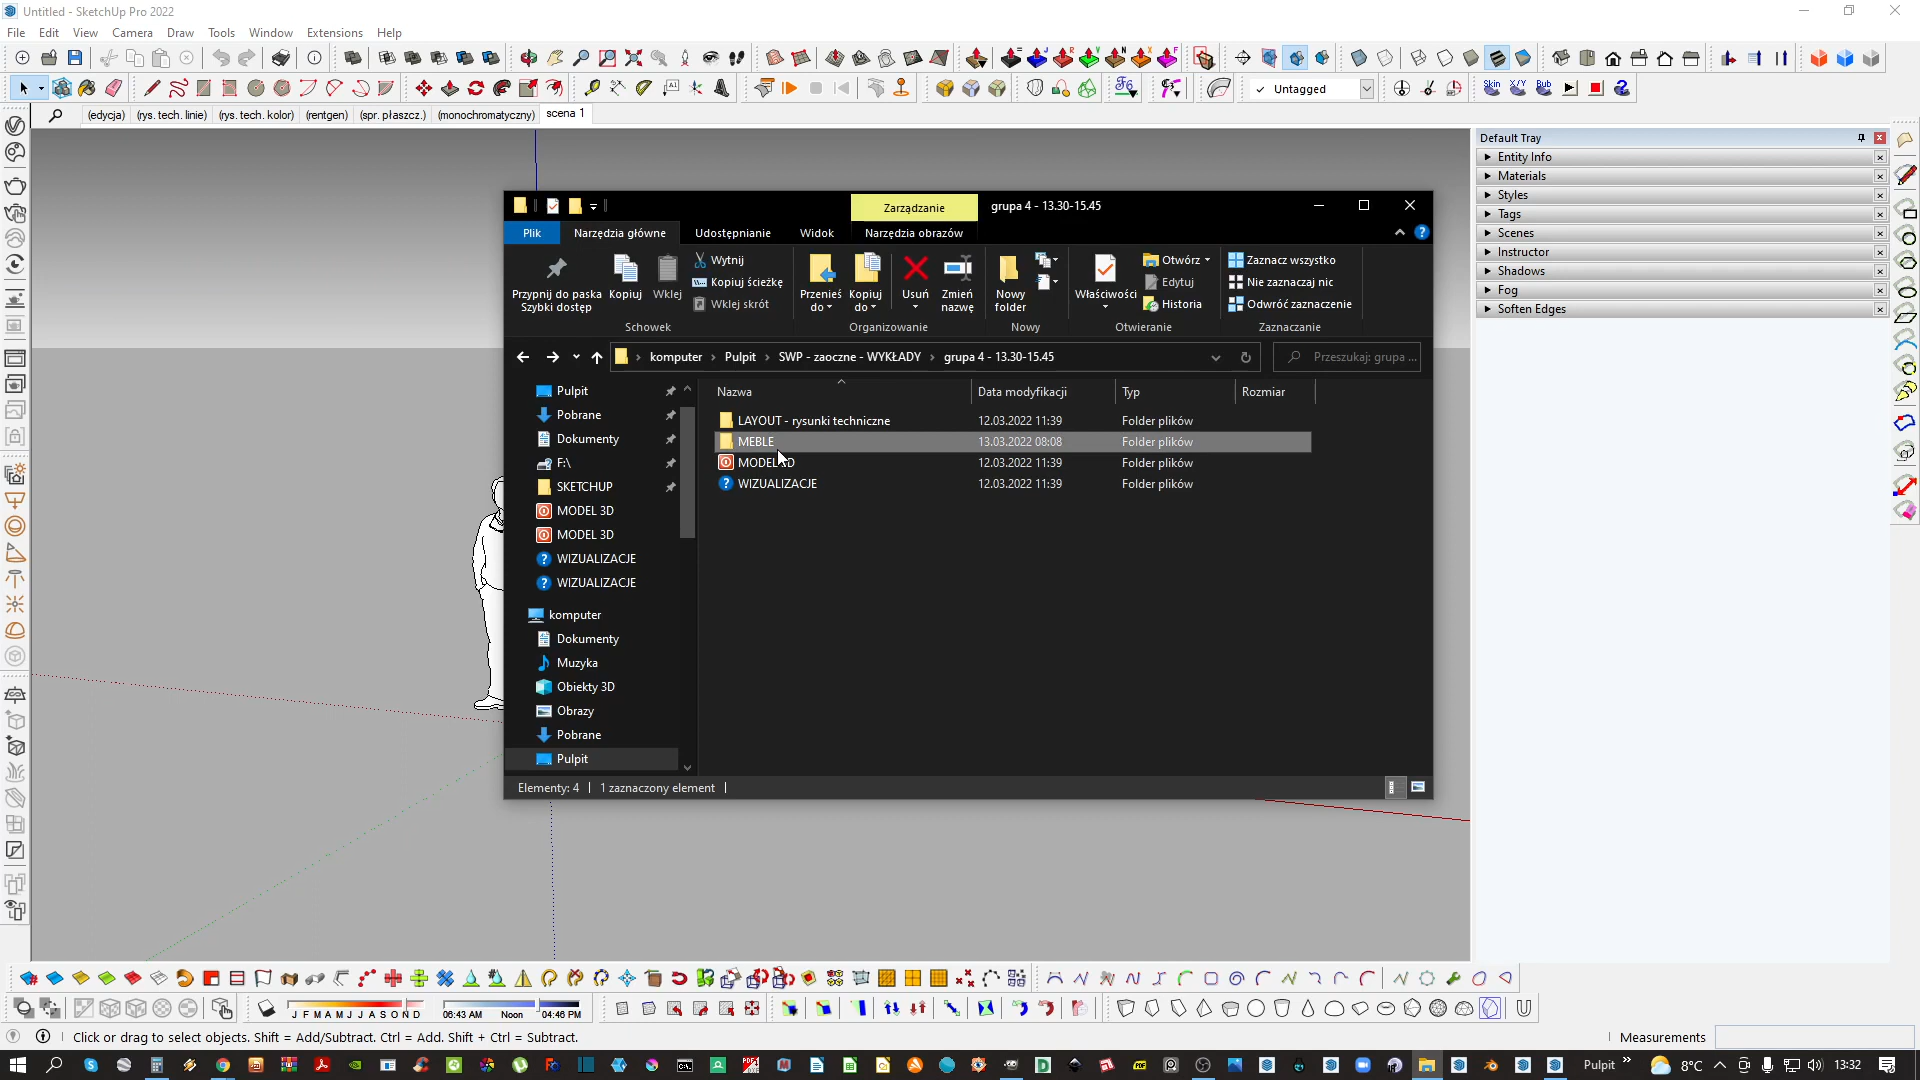 Untitled - SketchUp Pro 2022
File Edit View Camera Draw Tools Window Extensions Help
Untagged
Skin X/Y Bub
(edycja) (rys. tech. linie) (rys. tech. kolor) (rentgen) (spr. płaszcz.) (monochromatyczny) scena 1
Default Tray
Entity Info
Materials
Styles
Tags
Scenes
Instructor
Shadows
Fog
Soften Edges
Zarządzanie grupa 4 - 13.30-15.45
Plik Narzędzia główne Udostępnianie Widok Narzędzia obrazów
Przypnij do paska Szybki dostęp
Kopiuj
Wklej
Wytnij
Kopiuj ścieżkę
Wklej skrót
Schowek
Przenieś do
Kopiuj do
Usuń
Zmień nazwę
Organizowanie
Nowy folder
Nowy
Właściwości
Otwórz
Edytuj
Historia
Otwieranie
Zaznacz wszystko
Nie zaznaczaj nic
Odwróć zaznaczenie
Zaznaczanie
komputer Pulpit SWP - zaoczne - WYKŁADY grupa 4 - 13.30-15.45
Przeszukaj: grupa ...
Pulpit
Pobrane
Dokumenty
F:\
SKETCHUP
MODEL 3D
MODEL 3D
WIZUALIZACJE
WIZUALIZACJE
komputer
Dokumenty
Muzyka
Obiekty 3D
Obrazy
Pobrane
Pulpit
Nazwa Data modyfikacji Typ Rozmiar
LAYOUT - rysunki techniczne 12.03.2022 11:39 Folder plików
MEBLE 13.03.2022 08:08 Folder plików
MODEL 3D 12.03.2022 11:39 Folder plików
WIZUALIZACJE 12.03.2022 11:39 Folder plików
Elementy: 4 1 zaznaczony element
J F M A M J J A S O N D 06:43 AM Noon 04:46 PM
Click or drag to select objects. Shift = Add/Subtract. Ctrl = Add. Shift + Ctrl = Subtract.
Measurements
Pulpit 8°C 13:32